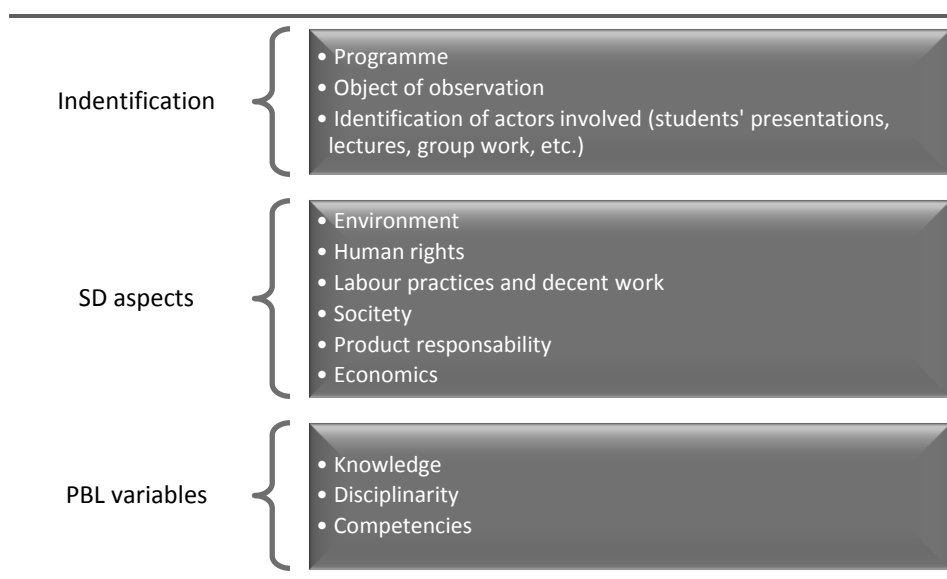 Indentification
• Programme
• Object of observation
• Identification of actors involved (students' presentations,
lectures, group work, etc.)
SD aspects
• Environment
• Human rights
• Labour practices and decent work
• Socitety
• Product responsability
• Economics
PBL variables
• Knowledge
• Disciplinarity
• Competencies